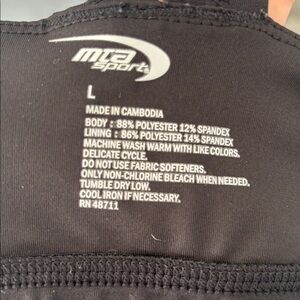 mta
sport
L
MADE IN CAMBODIA
BODY : 88% POLYESTER 12% SPANDEX
LINING : 86% POLYESTER 14% SPANDEX
MACHINE WASH WARM WITH LIKE COLORS.
DELICATE CYCLE.
DO NOT USE FABRIC SOFTENERS.
ONLY NON-CHLORINE BLEACH WHEN NEEDED.
TUMBLE DRY LOW.
COOL IRON IF NECESSARY.
RN 48711